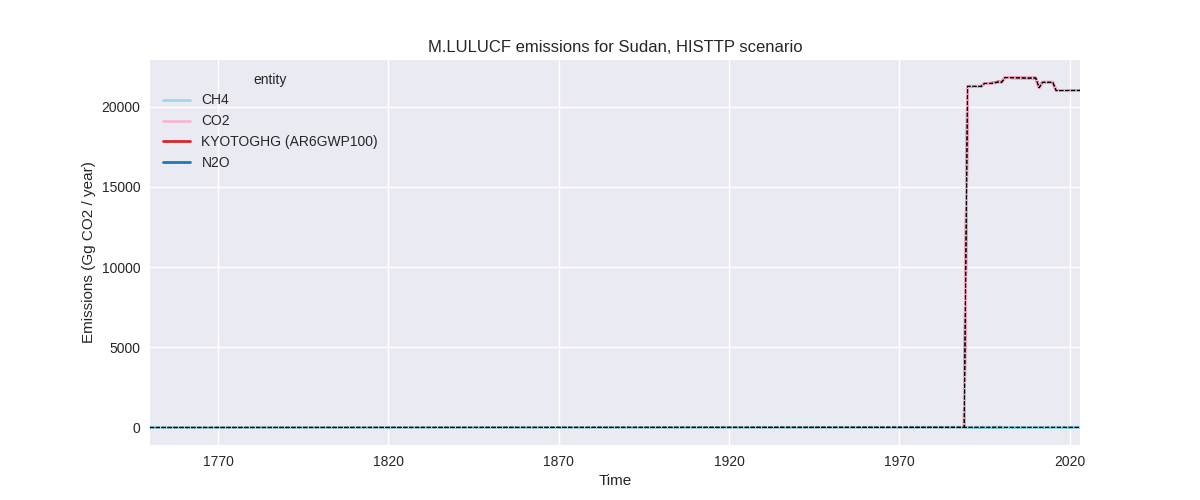 M.LULUCF emissions for Sudan, HISTTP scenario
entity
CH4
CO2
KYOTOGHG (AR6GWP100)
N2O
Emissions (Gg CO2 / year)
20000
15000
10000
5000
0
1770 1820 1870 1920 1970 2020
Time